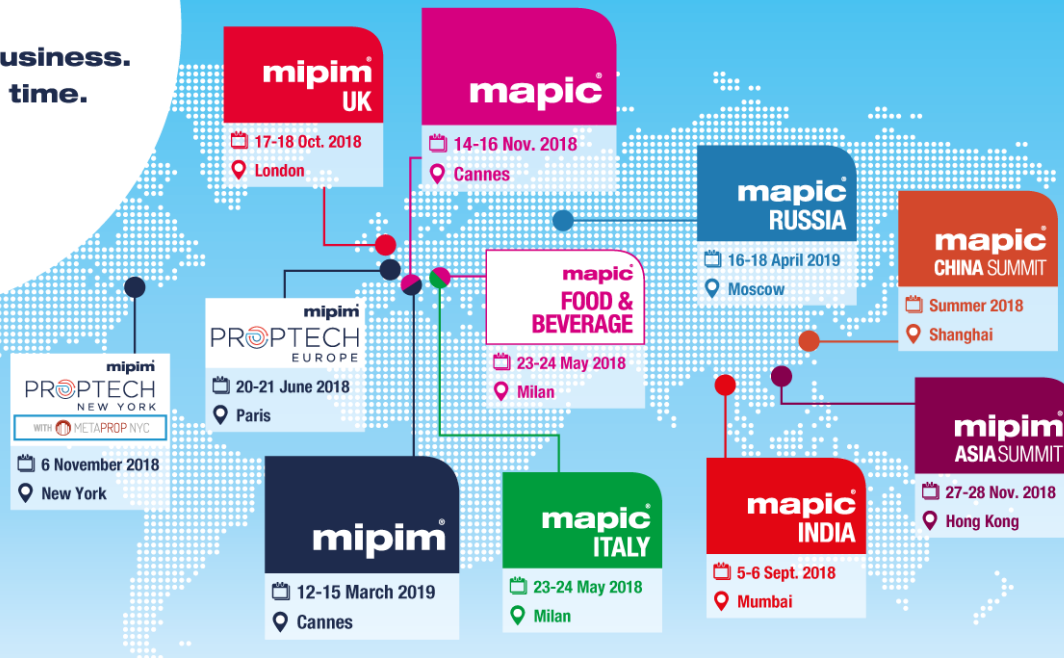 usiness.
time.
mipim®
UK
17-18 Oct. 2018
London
mapic®
14-16 Nov. 2018
Cannes
mapic®
RUSSIA
16-18 April 2019
Moscow
mapic®
CHINA SUMMIT
Summer 2018
Shanghai
mipim®
PROPTECH
NEW YORK
WITH METAPROP NYC
6 November 2018
New York
mipim®
PROPTECH
EUROPE
20-21 June 2018
Paris
mapic®
FOOD &
BEVERAGE
23-24 May 2018
Milan
mipim®
12-15 March 2019
Cannes
mapic®
ITALY
23-24 May 2018
Milan
mapic®
INDIA
5-6 Sept. 2018
Mumbai
mipim®
ASIA SUMMIT
27-28 Nov. 2018
Hong Kong